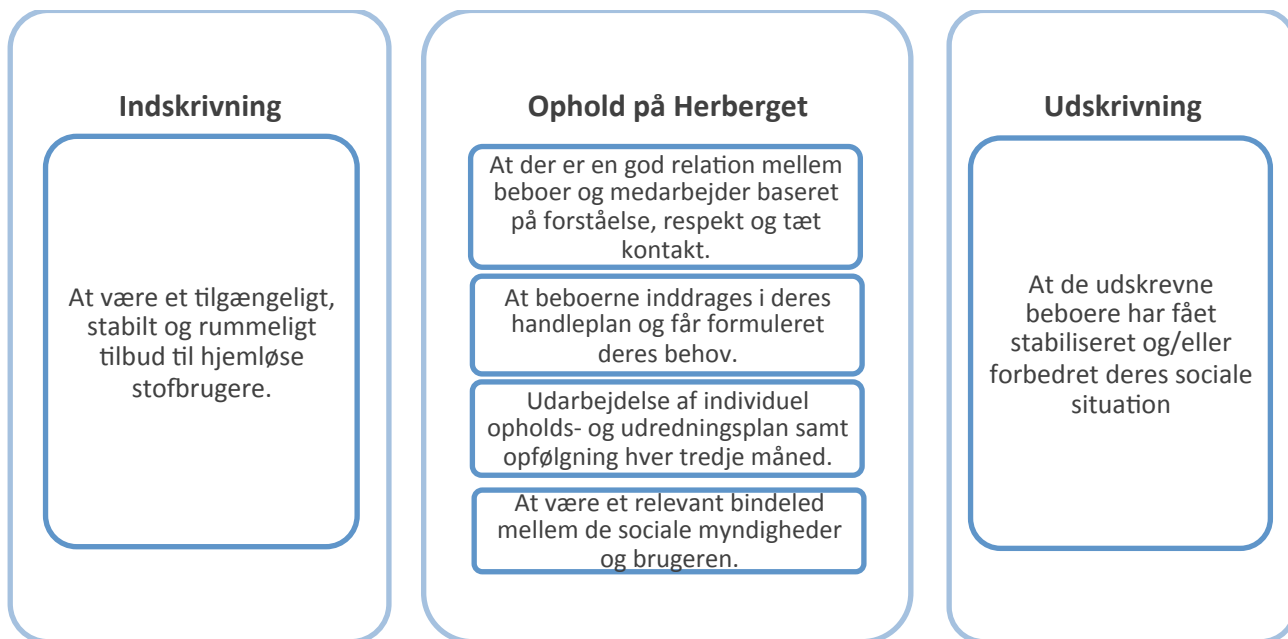 Indskrivning
At være et tilgængeligt,
stabilt og rummeligt
tilbud til hjemløse
stofbrugere.
Ophold på Herberget
At der er en god relation mellem
beboer og medarbejder baseret
på forståelse, respekt og tæt
kontakt.
At beboerne inddrages i deres
handleplan og får formuleret
deres behov.
Udarbejdelse af individuel
opholds- og udredningsplan samt
opfølgning hver tredje måned.
At være et relevant bindeled
mellem de sociale myndigheder
og brugeren.
Udskrivning
At de udskrevne
beboere har fået
stabiliseret og/eller
forbedret deres sociale
situation